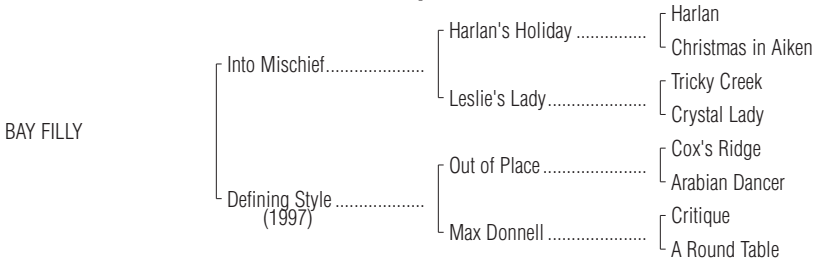 Harlan
Harlan's Holiday ...............
Christmas in Aiken
Into Mischief.....................
Tricky Creek
Leslie's Lady.....................
Crystal Lady
BAY FILLY
Cox's Ridge
Out of Place......................
Arabian Dancer
Defining Style ...................
(1997)
Critique
Max Donnell .....................
A Round Table